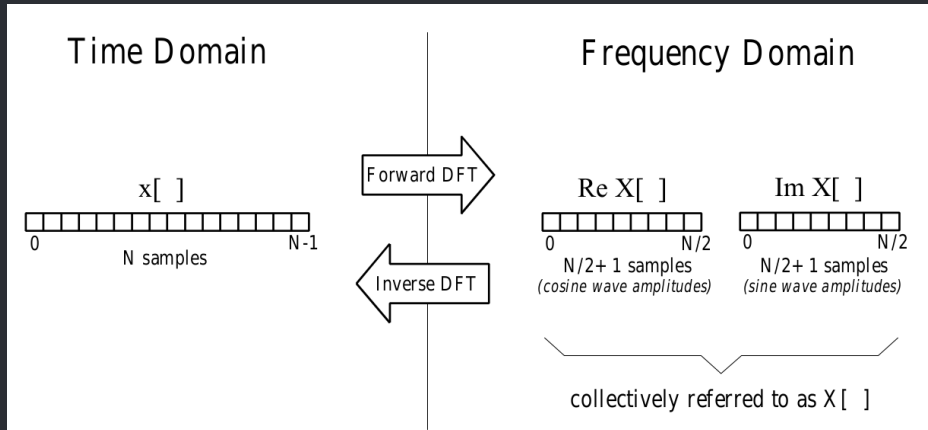 Time Domain
Frequency Domain
Forward DFT
Inverse DFT
x[ ]
0
N-1
N samples
Re X[ ]
0
N/2
N/2+1 samples
(cosine wave amplitudes)
Im X[ ]
0
N/2
N/2+1 samples
(sine wave amplitudes)
collectively referred to as X[ ]